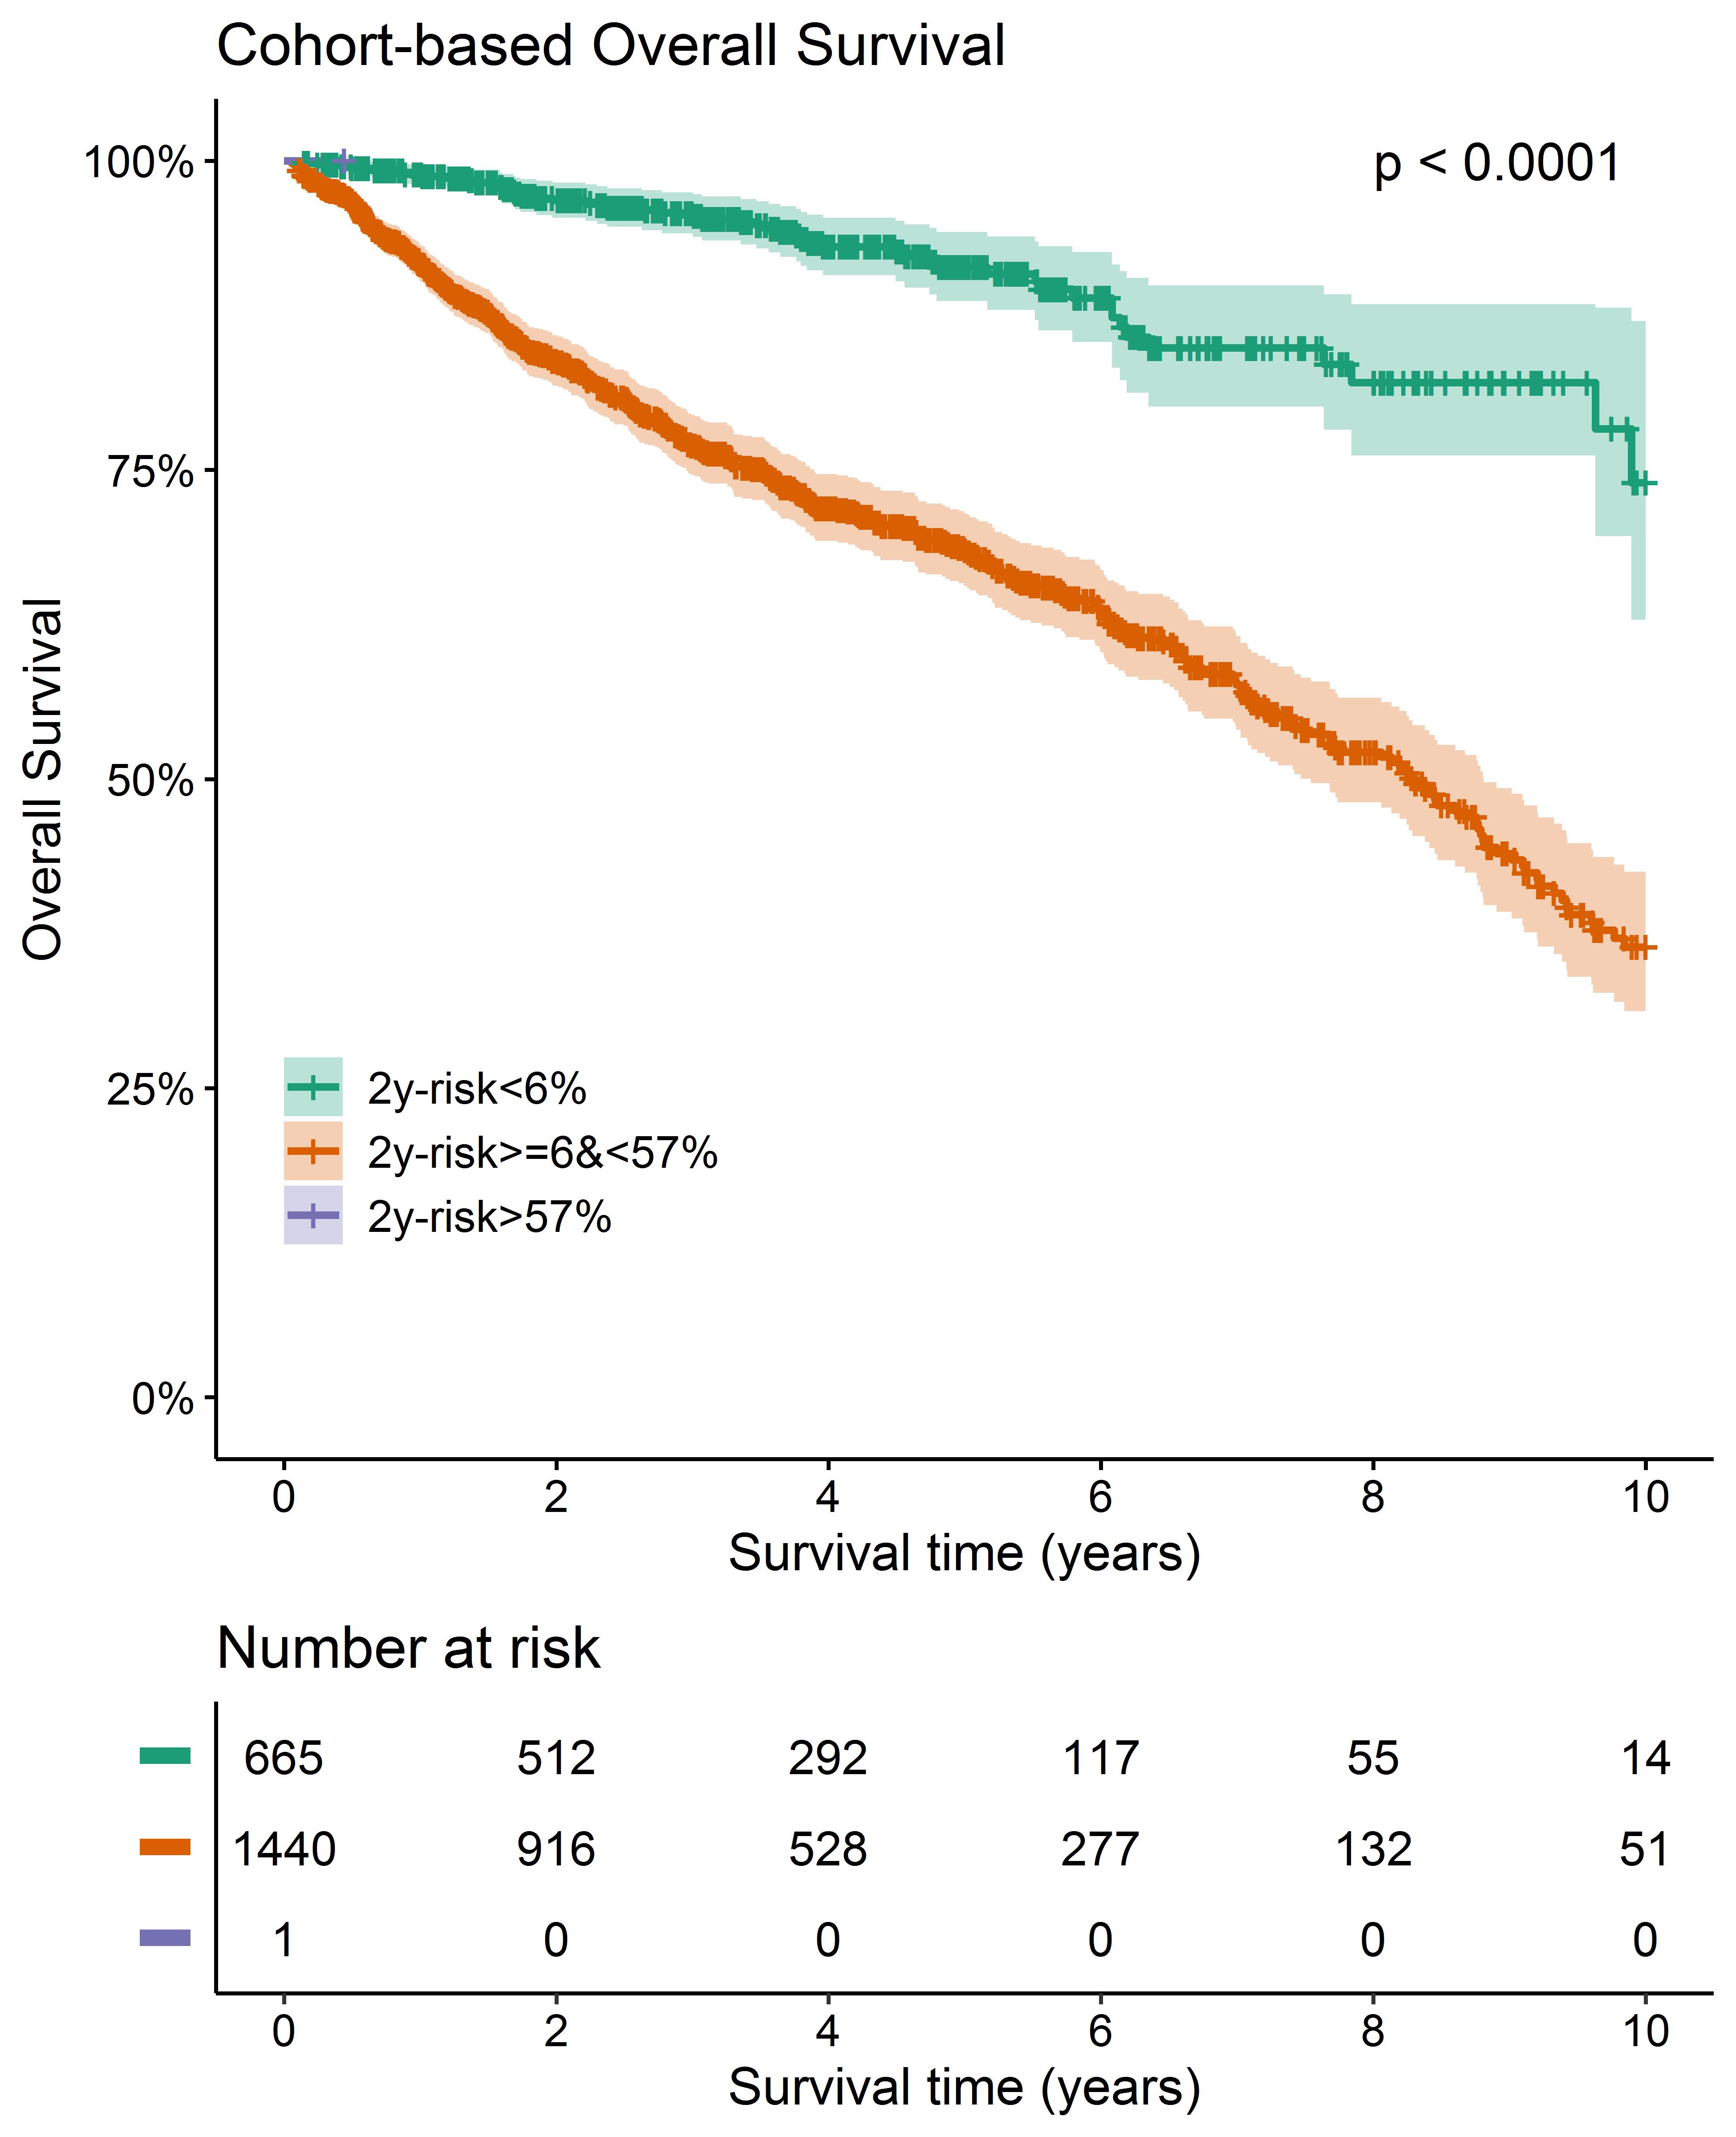 Cohort-based Overall Survival
p < 0.0001
100%
75%
50%
25%
0%
Overall Survival
2y-risk<6%
2y-risk>=6&<57%
2y-risk>57%
0 2 4 6 8 10
Survival time (years)
Number at risk
665 512 292 117 55 14
1440 916 528 277 132 51
1 0 0 0 0 0
0 2 4 6 8 10
Survival time (years)